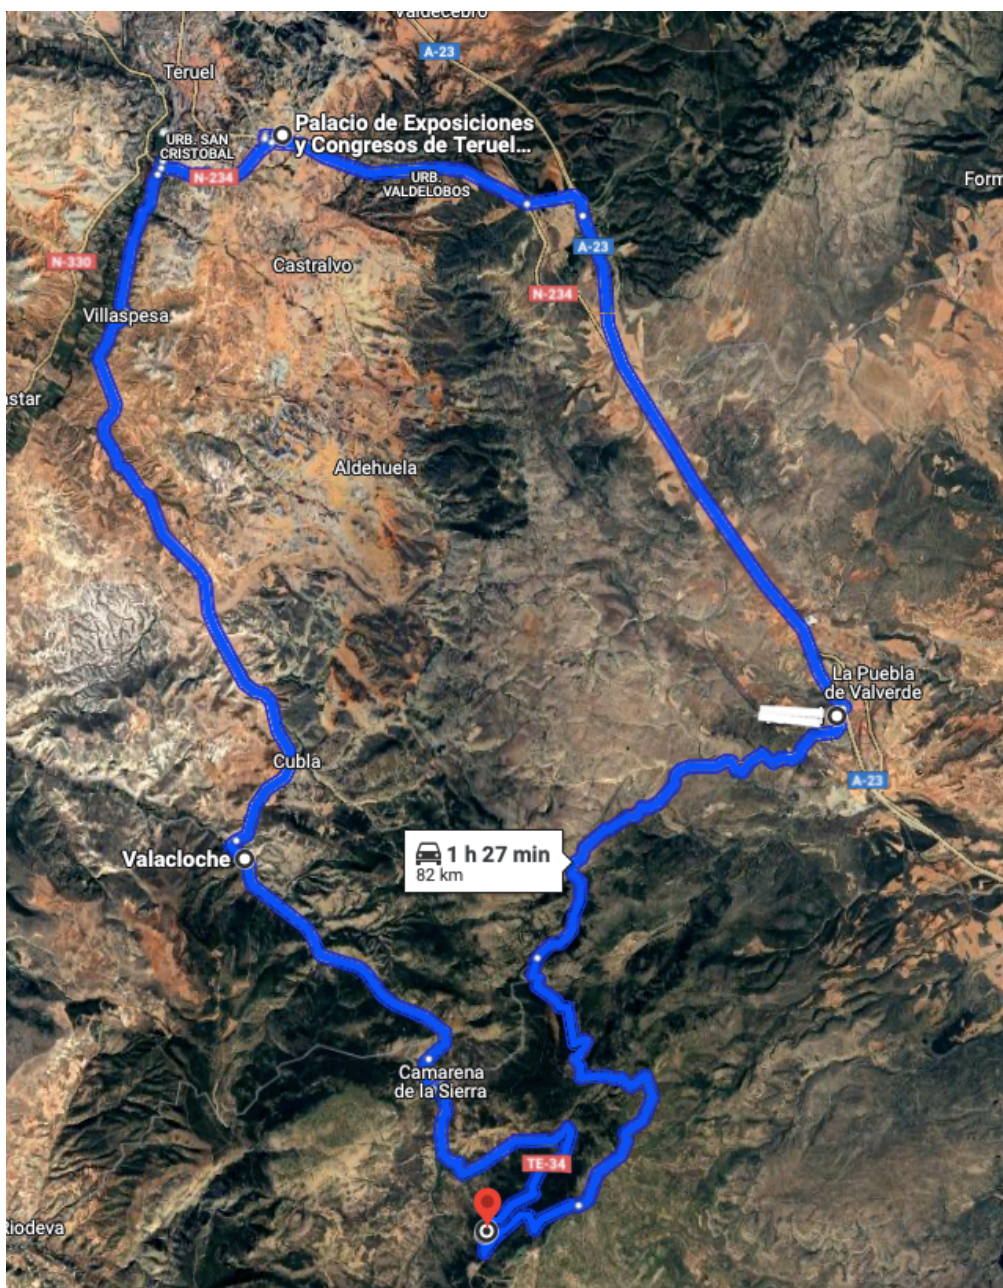 Valdecebro
A-23
Teruel
Palacio de Exposiciones
y Congresos de Teruel...
URB. SAN
CRISTOBAL
N-234
URB.
VALDELOBOS
Form
A-23
N-330
Castralvo
N-234
Villaspesa
astar
Aldehuela
La Puebla
de Valverde
Cubla
A-23
1 h 27 min
82 km
Valacloche
Camarena
de la Sierra
TE-34
Riodeva